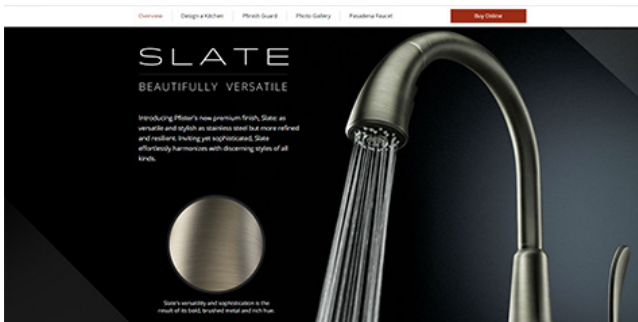 Overview Design a Kitchen Pfinish Guard Photo Gallery Pasadena Faucet Buy Online
SLATE
BEAUTIFULLY VERSATILE
Introducing Pfister's new premium finish, Slate: as
versatile and stylish as stainless steel but more refined
and resilient. Inviting yet sophisticated, Slate
effortlessly harmonizes with discerning styles of all
kinds.
Slate's versatility and sophistication is the
result of its bold, brushed metal and rich hue.